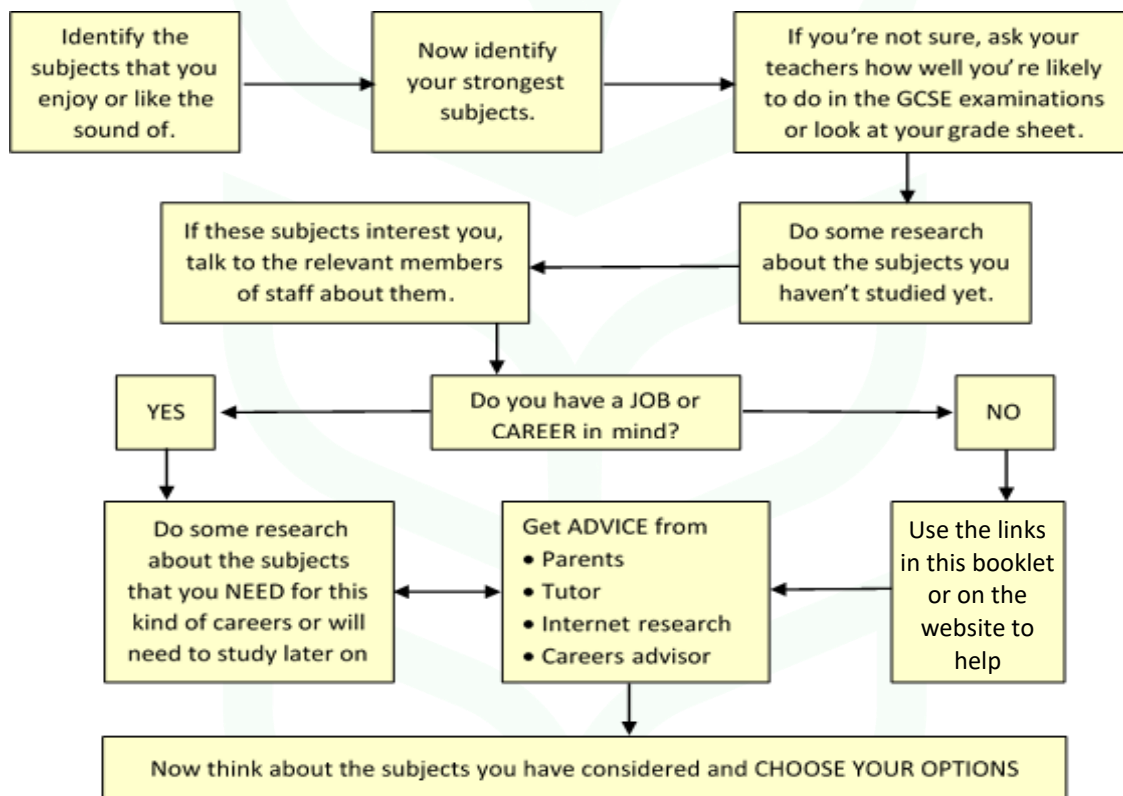 Identify the
subjects that you
enjoy or like the
sound of.
Now identify
your strongest
subjects.
If you’re not sure, ask your
teachers how well you’re likely
to do in the GCSE examinations
or look at your grade sheet.
Do some research
about the subjects you
haven’t studied yet.
If these subjects interest you,
talk to the relevant members
of staff about them.
Do you have a JOB or
CAREER in mind?
YES
NO
Do some research
about the subjects
that you NEED for this
kind of careers or will
need to study later on
Get ADVICE from
• Parents
• Tutor
• Internet research
• Careers advisor
Use the links
in this booklet
or on the
website to
help
Now think about the subjects you have considered and CHOOSE YOUR OPTIONS